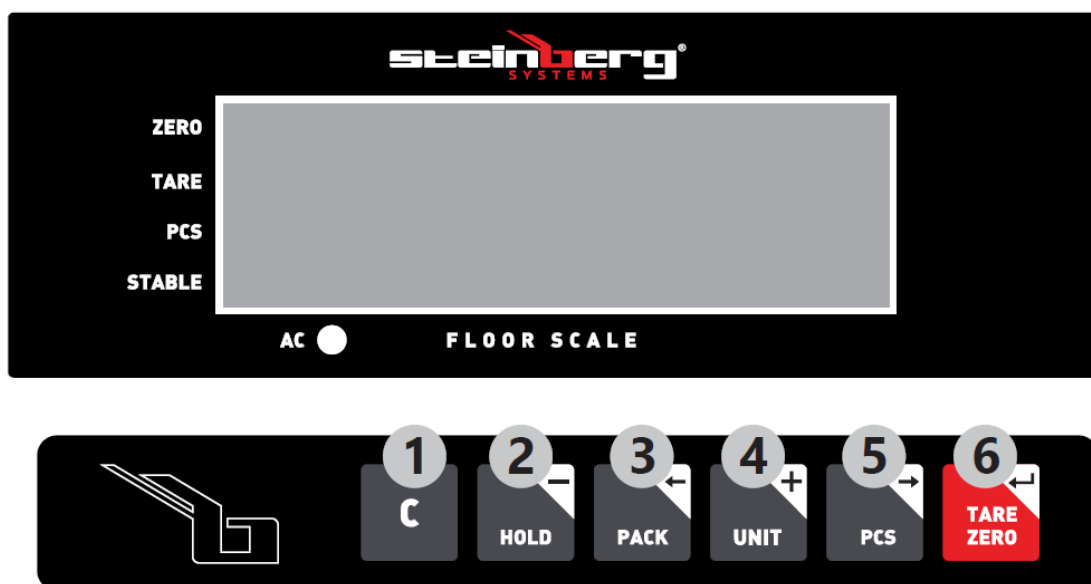 steinberg®
SYSTEMS
ZERO
TARE
PCS
STABLE
AC FLOOR SCALE
1 2 3 4 5 6
− ← + → ↵
C HOLD PACK UNIT PCS TARE
ZERO